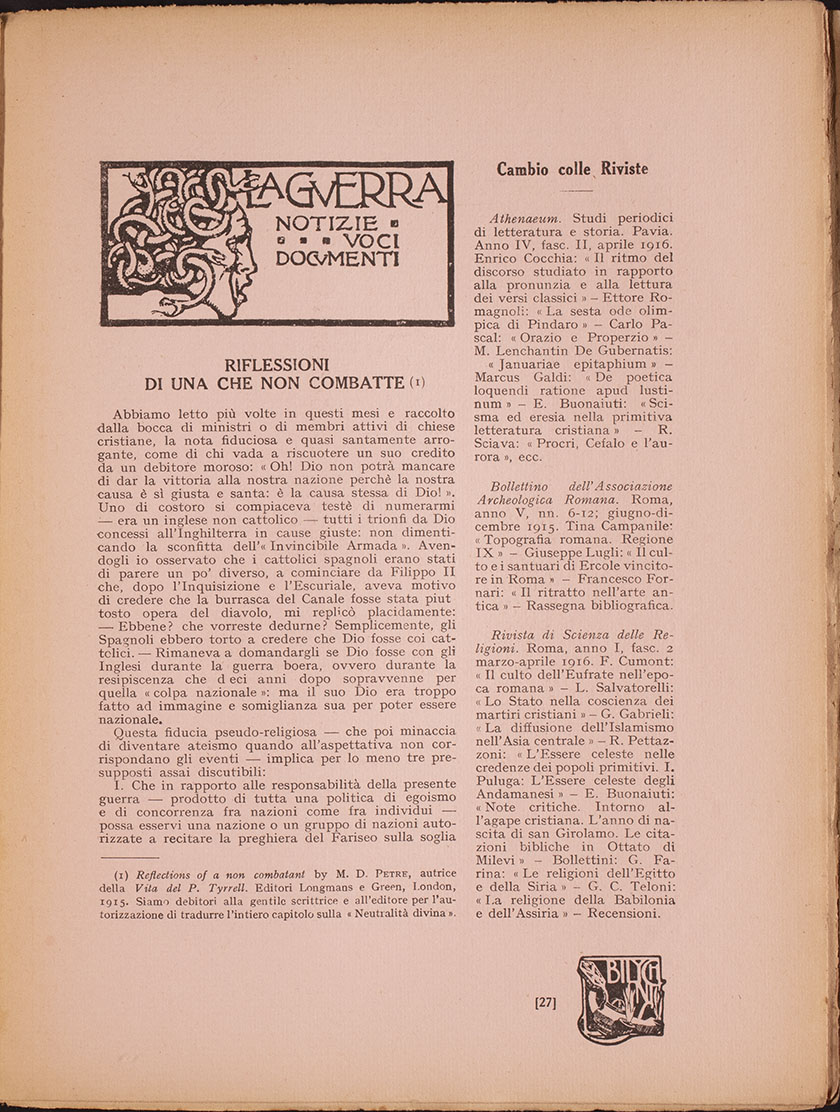 LA GVERRA
NOTIZIE
VOCI
DOCVMENTI
RIFLESSIONI
DI UNA CHE NON COMBATTE (1)
Abbiamo letto più volte in questi mesi e raccolto
dalla bocca di ministri o di membri attivi di chiese
cristiane, la nota fiduciosa e quasi santamente arro-
gante, come di chi vada a riscuotere un suo credito
da un debitore moroso: « Oh! Dio non potrà mancare
di dar la vittoria alla nostra nazione perchè la nostra
causa è sì giusta e santa: è la causa stessa di Dio! ».
Uno di costoro si compiaceva testè di numerarmi
— era un inglese non cattolico — tutti i trionfi da Dio
concessi all'Inghilterra in cause giuste: non dimenti-
cando la sconfitta dell'« Invincibile Armada ». Aven-
dogli io osservato che i cattolici spagnoli erano stati
di parere un po' diverso, a cominciare da Filippo II
che, dopo l'Inquisizione e l'Escuriale, aveva motivo
di credere che la burrasca del Canale fosse stata piut
tosto opera del diavolo, mi replicò placidamente:
— Ebbene? che vorreste dedurne? Semplicemente, gli
Spagnoli ebbero torto a credere che Dio fosse coi cat-
tolici. — Rimaneva a domandargli se Dio fosse con gli
Inglesi durante la guerra boera, ovvero durante la
resipiscenza che d eci anni dopo sopravvenne per
quella « colpa nazionale »: ma il suo Dio era troppo
fatto ad immagine e somiglianza sua per poter essere
nazionale.
Questa fiducia pseudo-religiosa — che poi minaccia
di diventare ateismo quando all'aspettativa non cor-
rispondano gli eventi — implica per lo meno tre pre-
supposti assai discutibili:
I. Che in rapporto alle responsabilità della presente
guerra — prodotto di tutta una politica di egoismo
e di concorrenza fra nazioni come fra individui —
possa esservi una nazione o un gruppo di nazioni auto-
rizzate a recitare la preghiera del Fariseo sulla soglia
(1) Reflections of a non combatant by M. D. PETRE, autrice
della Vita del P. Tyrrell. Editori Longmans e Green, London,
1915. Siamo debitori alla gentile scrittrice e all'editore per l'au-
torizzazione di tradurre l'intiero capitolo sulla « Neutralità divina ».
Cambio colle Riviste
Athenaeum. Studi periodici
di letteratura e storia. Pavia.
Anno IV, fasc. II, aprile 1916.
Enrico Cocchia: « Il ritmo del
discorso studiato in rapporto
alla pronunzia e alla lettura
dei versi classici » – Ettore Ro-
magnoli: « La sesta ode olim-
pica di Pindaro » – Carlo Pa-
scal: « Orazio e Properzio » –
M. Lenchantin De Gubernatis:
« Januariae epitaphium » –
Marcus Galdi: « De poetica
loquendi ratione apud Iusti-
num » – E. Buonaiuti: « Sci-
sma ed eresia nella primitiva
letteratura cristiana » – R.
Sciava: « Procri, Cefalo e l'au-
rora », ecc.
Bollettino dell'Associazione
Archeologica Romana. Roma,
anno V, nn. 6-12; giugno-di-
cembre 1915. Tina Campanile:
« Topografia romana. Regione
IX » – Giuseppe Lugli: « Il cul-
to e i santuari di Ercole vincito-
re in Roma » – Francesco For-
nari: « Il ritratto nell'arte an-
tica » – Rassegna bibliografica.
Rivista di Scienza delle Re-
ligioni. Roma, anno I, fasc. 2
marzo-aprile 1916. F. Cumont:
« Il culto dell'Eufrate nell'epo-
ca romana » – L. Salvatorelli:
« Lo Stato nella coscienza dei
martiri cristiani » – G. Gabrieli:
« La diffusione dell'Islamismo
nell'Asia centrale » – R. Pettaz-
zoni: « L'Essere celeste nelle
credenze dei popoli primitivi. I.
Puluga: L'Essere celeste degli
Andamanesi » – E. Buonaiuti:
« Note critiche. Intorno al-
l'agape cristiana. L'anno di na-
scita di san Girolamo. Le cita-
zioni bibliche in Ottato di
Milevi » – Bollettini: G. Fa-
rina: « Le religioni dell'Egitto
e della Siria » – G. C. Teloni:
« La religione della Babilonia
e dell'Assiria » – Recensioni.
[27]
BILYCHNIS